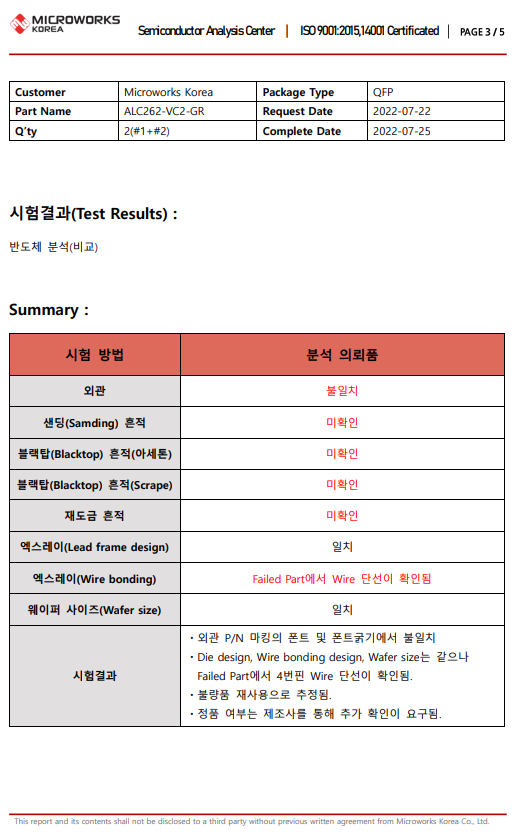 MICROWORKS
KOREA
Semiconductor Analysis Center | ISO 9001:2015,14001 Certificated | PAGE 3 / 5
Customer Microworks Korea Package Type QFP
Part Name ALC262-VC2-GR Request Date 2022-07-22
Q'ty 2(#1+#2) Complete Date 2022-07-25
시험결과(Test Results) :
반도체 분석(비교)
Summary :
시험 방법 분석 의뢰품
외관 불일치
샌딩(Samding) 흔적 미확인
블랙탑(Blacktop) 흔적(아세톤) 미확인
블랙탑(Blacktop) 흔적(Scrape) 미확인
재도금 흔적 미확인
엑스레이(Lead frame design) 일치
엑스레이(Wire bonding) Failed Part에서 Wire 단선이 확인됨
웨이퍼 사이즈(Wafer size) 일치
시험결과
· 외관 P/N 마킹의 폰트 및 폰트굵기에서 불일치
· Die design, Wire bonding design, Wafer size는 같으나
Failed Part에서 4번핀 Wire 단선이 확인됨.
· 불량품 재사용으로 추정됨.
· 정품 여부는 제조사를 통해 추가 확인이 요구됨.
This report and its contents shall not be disclosed to a third party without previous written agreement from Microworks Korea Co., Ltd.